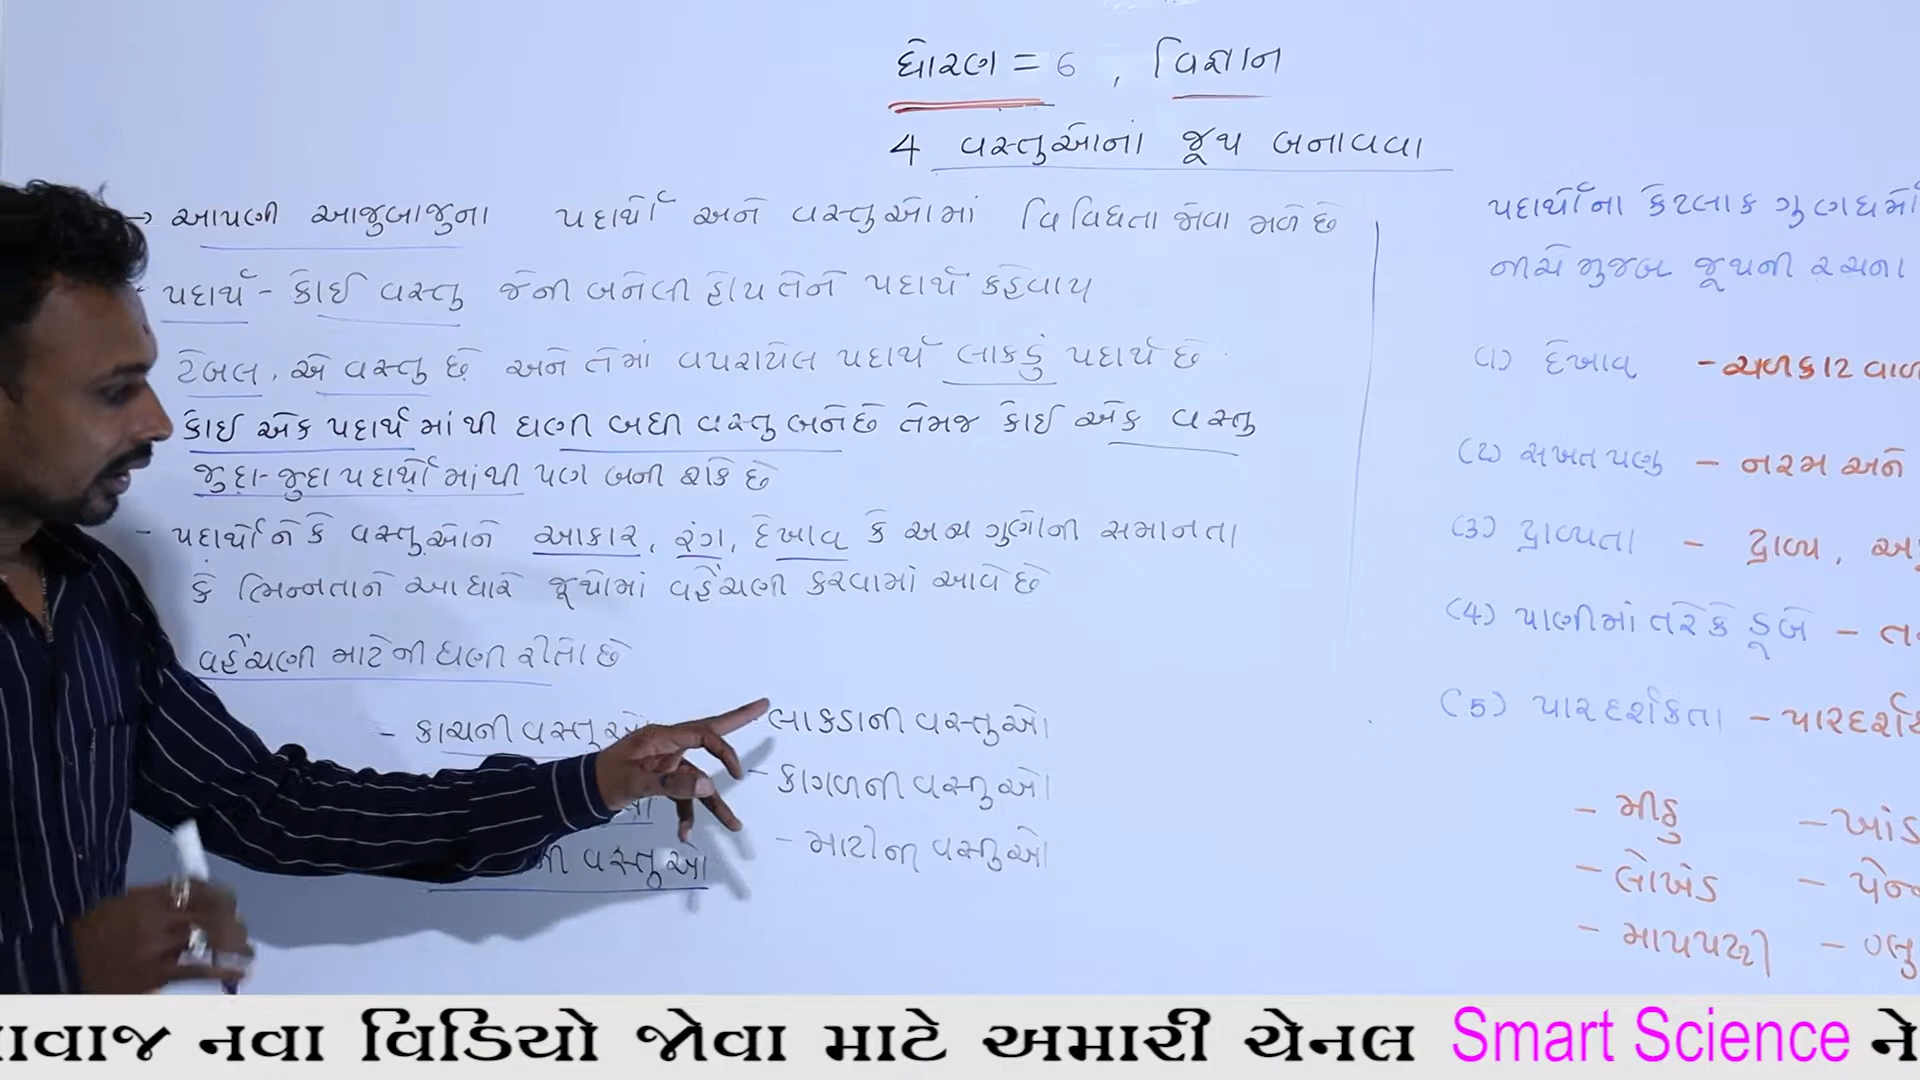 ધોરણ = 6 , વિજ્ઞાન
4 વસ્તુઓનાં જૂથ બનાવવા
→ આપણી આજુબાજુના પદાર્થો અને વસ્તુઓમાં વિવિધતા જોવા મળે છે
- પદાર્થ - કોઈ વસ્તુ જેની બનેલી હોય તેને પદાર્થ કહેવાય
ટેબલ, એ વસ્તુ છે અને તેમાં વપરાયેલ પદાર્થ લાકડું પદાર્થ છે.
કોઈ એક પદાર્થમાંથી ઘણી બધી વસ્તુ બને છે તેમજ કોઈ એક વસ્તુ
જુદા-જુદા પદાર્થોમાંથી પણ બની શકે છે
- પદાર્થોને કે વસ્તુઓને આકાર, રંગ, દેખાવ કે અન્ય ગુણોની સમાનતા
કે ભિન્નતાને આધારે જૂથોમાં વહેંચણી કરવામાં આવે છે
વહેંચણી માટેની ઘણી રીતો છે
- કાચની વસ્તુઓ
ની વસ્તુઓ
- લાકડાની વસ્તુઓ
- કાગળની વસ્તુઓ
- માટીની વસ્તુઓ
પદાર્થોના કેટલાક ગુણધર્મો
નીચે મુજબ જૂથની રચના
(1) દેખાવ - ચળકાટ વાળ
(2) સખતપણુ - નરમ અને
(3) દ્રાવ્યતા - દ્રાવ્ય,
(4) પાણીમાં તરે કે ડૂબે -
(5) પારદર્શકતા - પારદર્શ
- મીઠુ - ખાંડ
- લોખંડ - પેન્
- માપપટ્ટી
વાજ નવા વિડિયો જોવા માટે અમારી ચેનલ Smart Science ને